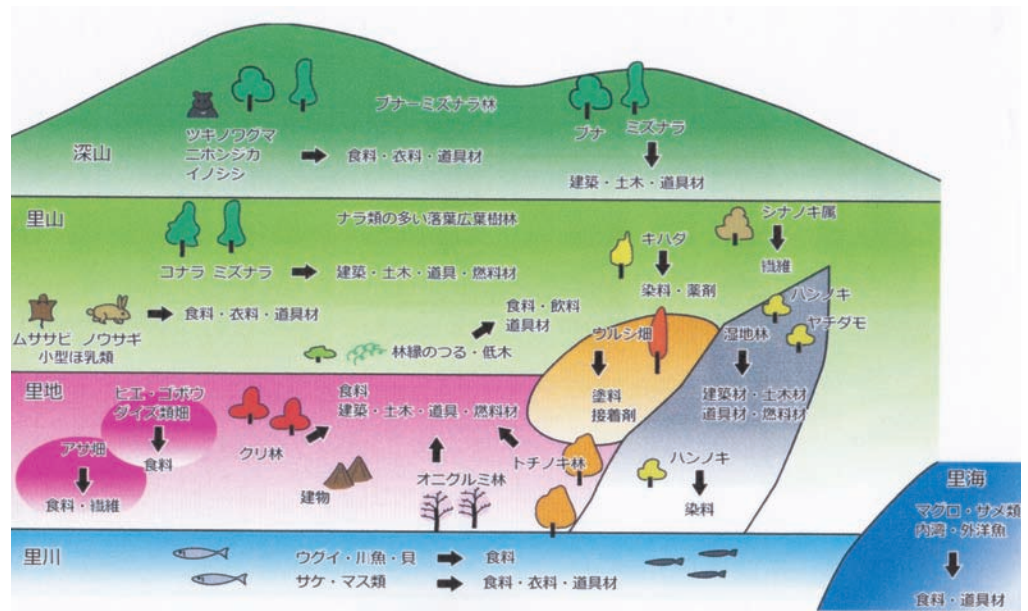 ブナーミズナラ林
ツキノワグマ
ニホンジカ
イノシシ
食料・衣料・道具材
深山
ブナ
ミズナラ
建築・土木・道具材
里山
ナラ類の多い落葉広葉樹林
コナラ ミズナラ
建築・土木・道具・燃料材
ムササビ ノウサギ
小型ほ乳類
食料・衣料・道具材
林縁のつる・低木
食料・飲料
道具材
キハダ
染料・薬剤
シナノキ属
繊維
ハンノキ
ヤチダモ
湿地林
建築材・土木材
道具材・燃料材
ハンノキ
染料
ウルシ畑
塗料
接着剤
里地
ヒエ・ゴボウ
ダイズ類畑
食料
アサ畑
食料・繊維
クリ林
食料
建築・土木・道具・燃料材
建物
オニグルミ林
トチノキ林
里川
ウグイ・川魚・貝
食料
サケ・マス類
食料・衣料・道具材
里海
マグロ・サメ類
内湾・外洋魚
食料・道具材